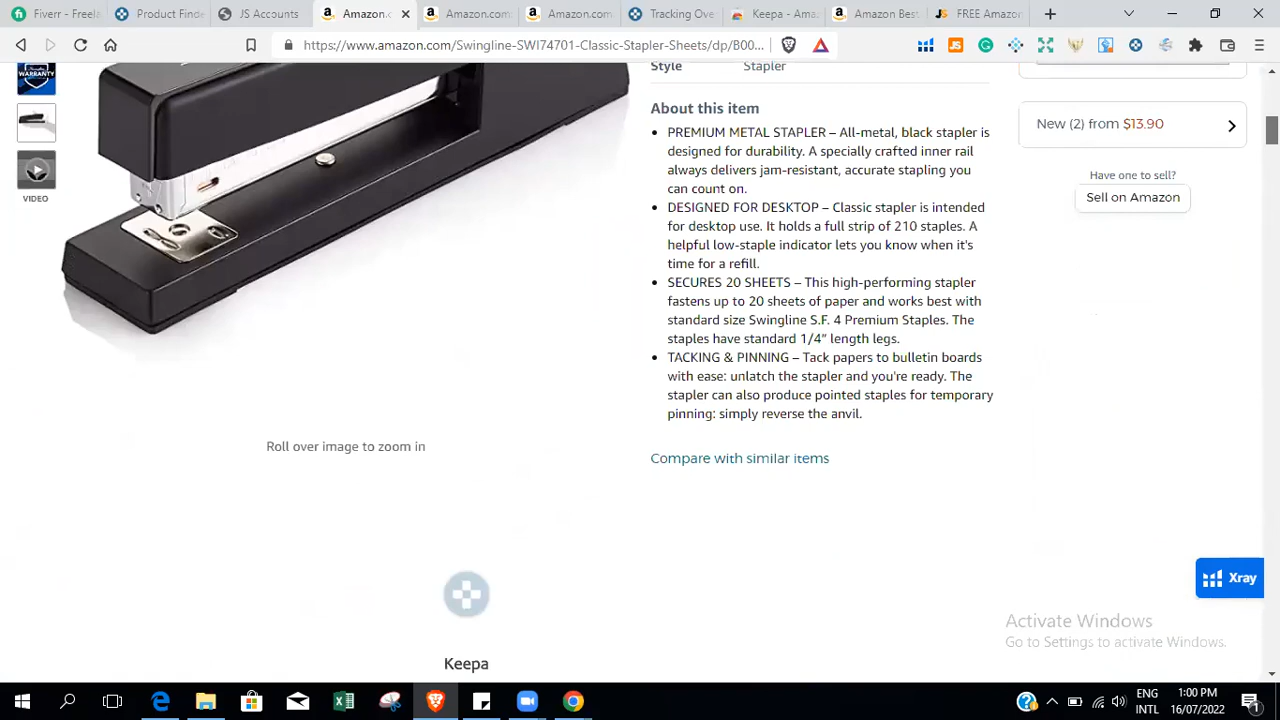 Fiverr - Freela
Product Finde
JS Accounts
Amazon.c
Amazon.com
Amazon.com
Tracking Ove
Keepa - Ama
Amazon Best
FREE Amazon
https://www.amazon.com/Swingline-SWI74701-Classic-Stapler-Sheets/dp/B00...
WARRANTY
VIDEO
Roll over image to zoom in
Style Stapler
About this item
• PREMIUM METAL STAPLER – All-metal, black stapler is
designed for durability. A specially crafted inner rail
always delivers jam-resistant, accurate stapling you
can count on.
• DESIGNED FOR DESKTOP – Classic stapler is intended
for desktop use. It holds a full strip of 210 staples. A
helpful low-staple indicator lets you know when it's
time for a refill.
• SECURES 20 SHEETS – This high-performing stapler
fastens up to 20 sheets of paper and works best with
standard size Swingline S.F. 4 Premium Staples. The
staples have standard 1/4” length legs.
• TACKING & PINNING – Tack papers to bulletin boards
with ease: unlatch the stapler and you're ready. The
stapler can also produce pointed staples for temporary
pinning: simply reverse the anvil.
Compare with similar items
New (2) from $13.90
Have one to sell?
Sell on Amazon
Keepa
Xray
Activate Windows
Go to Settings to activate Windows.
ENG
INTL
1:00 PM
16/07/2022